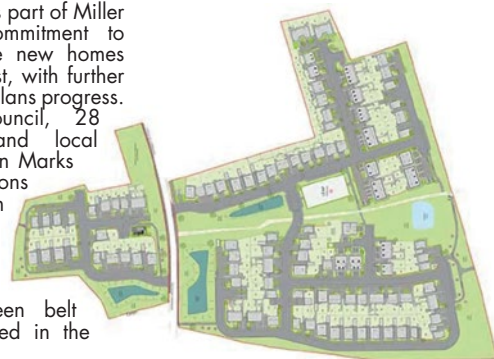 s part of Miller
ommitment to
e new homes
st, with further
lans progress.
ouncil, 28
and local
n Marks
ons
n
een belt
ed in the